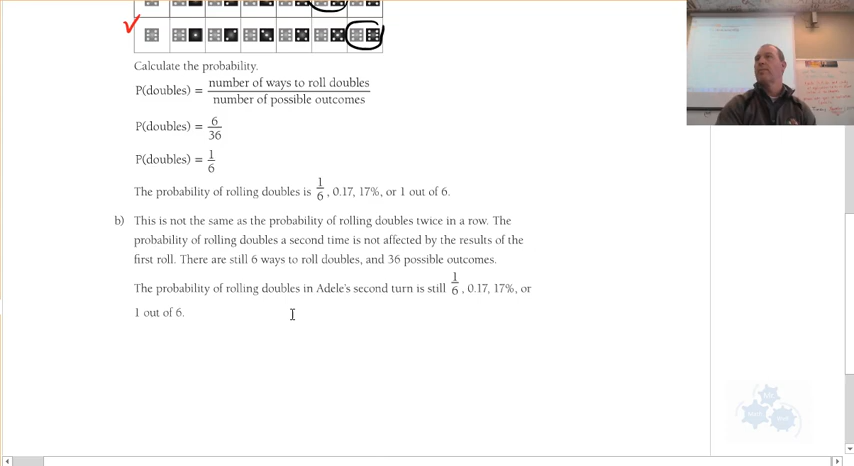 Calculate the probability.
P(doubles) = number of ways to roll doubles / number of possible outcomes
P(doubles) = 6/36
P(doubles) = 1/6
The probability of rolling doubles is 1/6, 0.17, 17%, or 1 out of 6.
b) This is not the same as the probability of rolling doubles twice in a row. The
probability of rolling doubles a second time is not affected by the results of the
first roll. There are still 6 ways to roll doubles, and 36 possible outcomes.
The probability of rolling doubles in Adele's second turn is still 1/6, 0.17, 17%, or
1 out of 6.